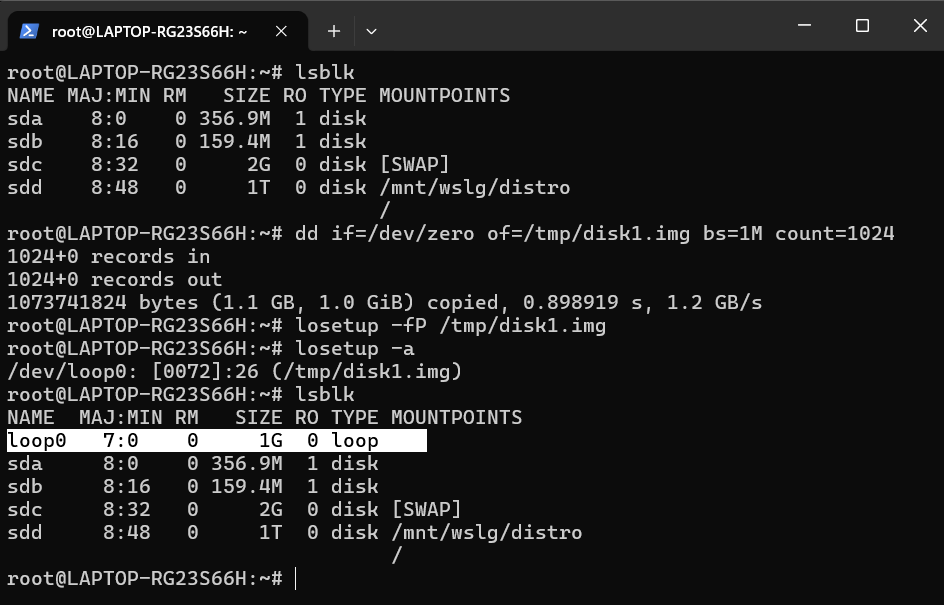 root@LAPTOP-RG23S66H: ~
root@LAPTOP-RG23S66H:~# lsblk
NAME MAJ:MIN RM   SIZE RO TYPE MOUNTPOINTS
sda    8:0    0 356.9M  1 disk
sdb    8:16   0 159.4M  1 disk
sdc    8:32   0     2G  0 disk [SWAP]
sdd    8:48   0     1T  0 disk /mnt/wslg/distro
                               /
root@LAPTOP-RG23S66H:~# dd if=/dev/zero of=/tmp/disk1.img bs=1M count=1024
1024+0 records in
1024+0 records out
1073741824 bytes (1.1 GB, 1.0 GiB) copied, 0.898919 s, 1.2 GB/s
root@LAPTOP-RG23S66H:~# losetup -fP /tmp/disk1.img
root@LAPTOP-RG23S66H:~# losetup -a
/dev/loop0: [0072]:26 (/tmp/disk1.img)
root@LAPTOP-RG23S66H:~# lsblk
NAME  MAJ:MIN RM   SIZE RO TYPE MOUNTPOINTS
loop0   7:0    0     1G  0 loop
sda     8:0    0 356.9M  1 disk
sdb     8:16   0 159.4M  1 disk
sdc     8:32   0     2G  0 disk [SWAP]
sdd     8:48   0     1T  0 disk /mnt/wslg/distro
                                /
root@LAPTOP-RG23S66H:~#